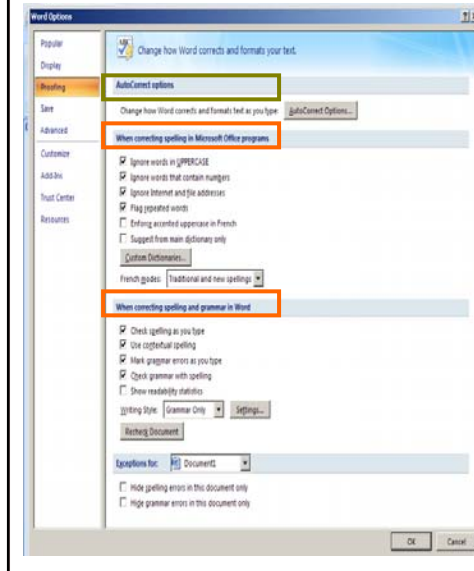 Word Options
Popular
Display
Proofing
Save
Advanced
Customize
Add-Ins
Trust Center
Resources
ABC
Change how Word corrects and formats your text.
AutoCorrect options
Change how Word corrects and formats text as you type: AutoCorrect Options...
When correcting spelling in Microsoft Office programs
Ignore words in UPPERCASE
Ignore words that contain numbers
Ignore Internet and file addresses
Flag repeated words
Enforce accented uppercase in French
Suggest from main dictionary only
Custom Dictionaries...
French modes: Traditional and new spellings
When correcting spelling and grammar in Word
Check spelling as you type
Use contextual spelling
Mark grammar errors as you type
Check grammar with spelling
Show readability statistics
Writing Style: Grammar Only Settings...
Recheck Document
Exceptions for: Document1
Hide spelling errors in this document only
Hide grammar errors in this document only
OK Cancel